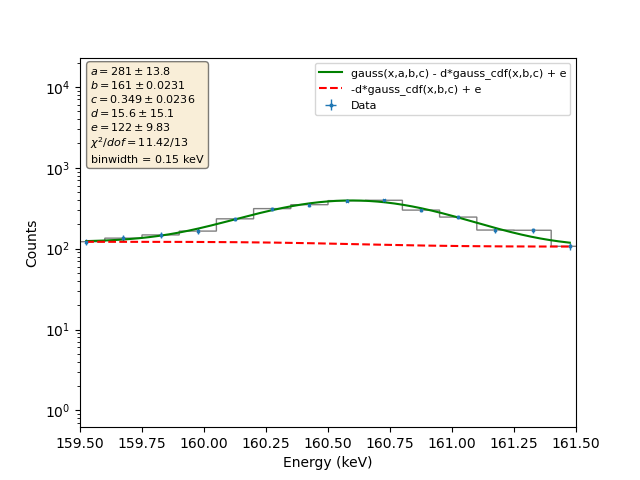 a = 281 ± 13.8
b = 161 ± 0.0231
c = 0.349 ± 0.0236
d = 15.6 ± 15.1
e = 122 ± 9.83
χ²/dof = 11.42/13
binwidth = 0.15 keV
gauss(x,a,b,c) - d*gauss_cdf(x,b,c) + e
-d*gauss_cdf(x,b,c) + e
Data
Counts
10⁴
10³
10²
10¹
10⁰
159.50 159.75 160.00 160.25 160.50 160.75 161.00 161.25 161.50
Energy (keV)